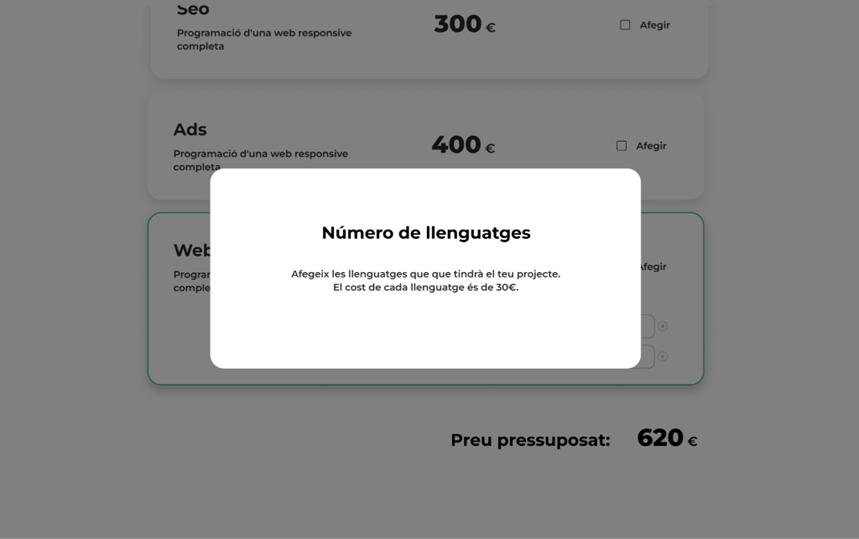 Seo
300 €
Afegir
Programació d'una web responsive
completa
Ads
400 €
Afegir
Programació d'una web responsive
completa
Número de llenguatges
Afegeix les llenguatges que que tindrà el teu projecte.
El cost de cada llenguatge és de 30€.
Web
Afegir
Preu pressuposat: 620 €